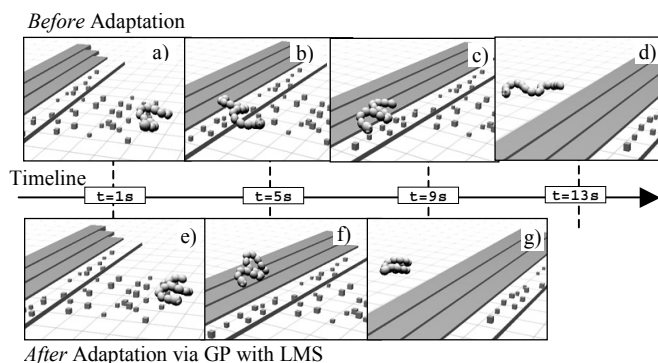 Before Adaptation
a)
b)
c)
d)
Timeline
t=1s
t=5s
t=9s
t=13s
e)
f)
g)
After Adaptation via GP with LMS